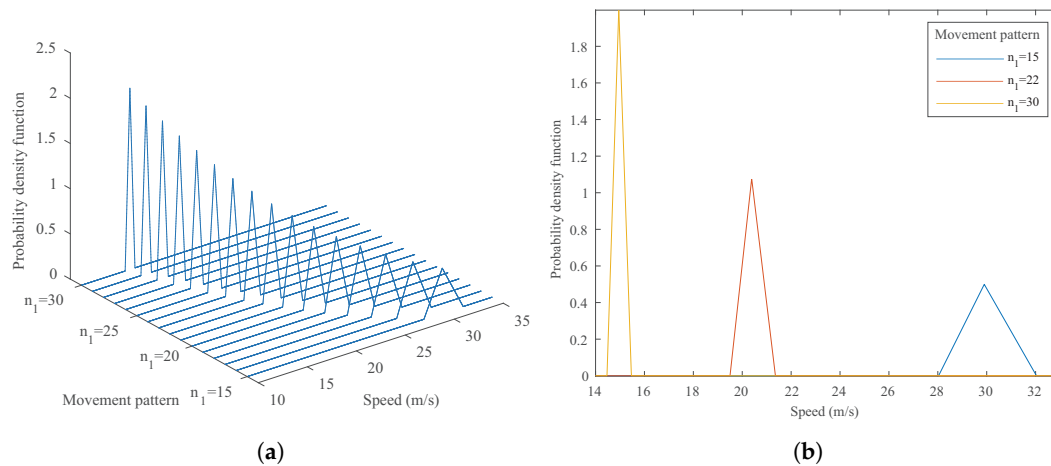 2.5
2
1.5
1
0.5
0
Probability density function
n1=30
n1=25
n1=20
n1=15
Movement pattern
10
15
20
25
30
35
Speed (m/s)
(a)
Movement pattern
n1=15
n1=22
n1=30
1.8
1.6
1.4
1.2
1
0.8
0.6
0.4
0.2
0
Probability density function
14 16 18 20 22 24 26 28 30 32
Speed (m/s)
(b)